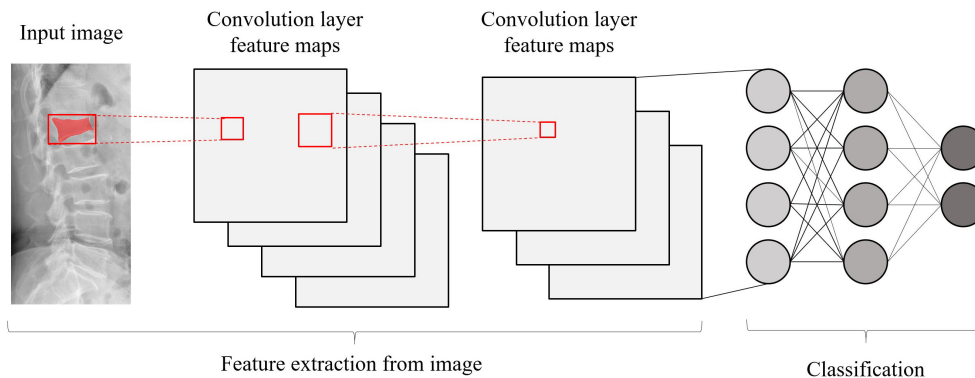 Input image
Convolution layer
feature maps
Convolution layer
feature maps
Feature extraction from image
Classification